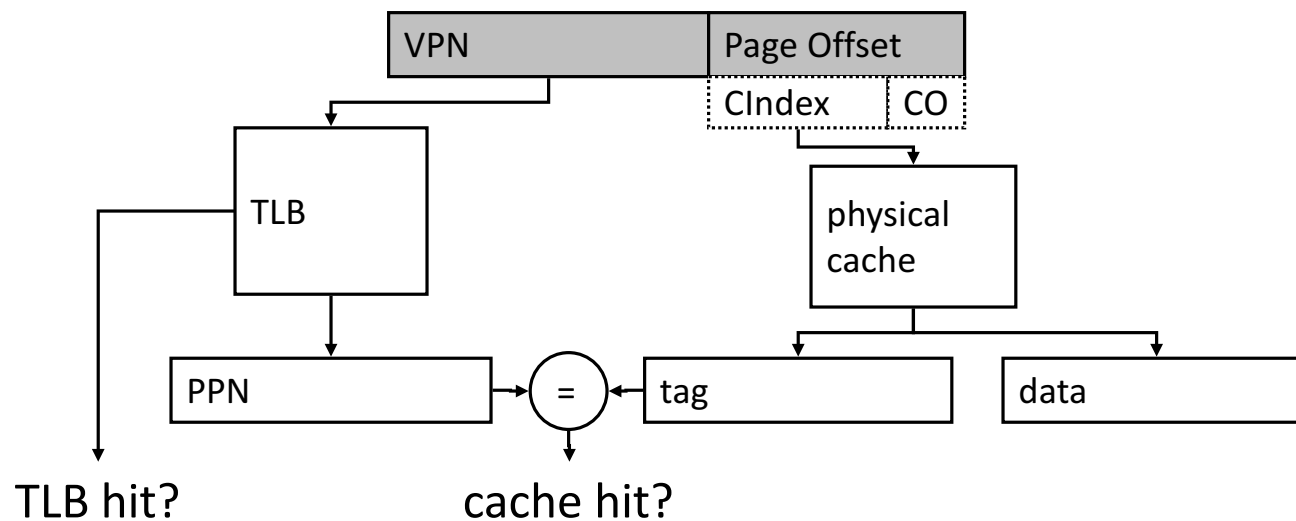 VPN
Page Offset
CIndex
CO
TLB
physical
cache
PPN
=
tag
data
TLB hit?
cache hit?